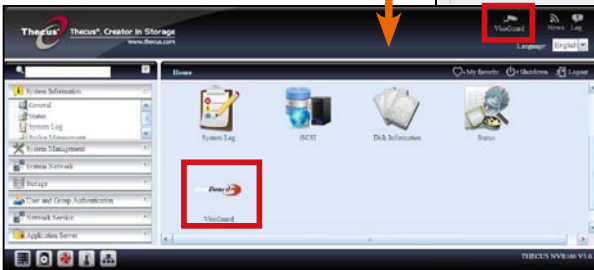 Thecus
Thecus®. Creator in Storage
www.thecus.com
VisoGuard
News
Log
Language:
English
Home
My favorite
Shutdown
Logout
System Information
General
Status
System Log
System Management
System Network
Storage
User and Group Authentication
Network Service
Application Server
System Log
iSCSI
Disk Information
Status
VisoGuard
THECUS NVR100 V5.0